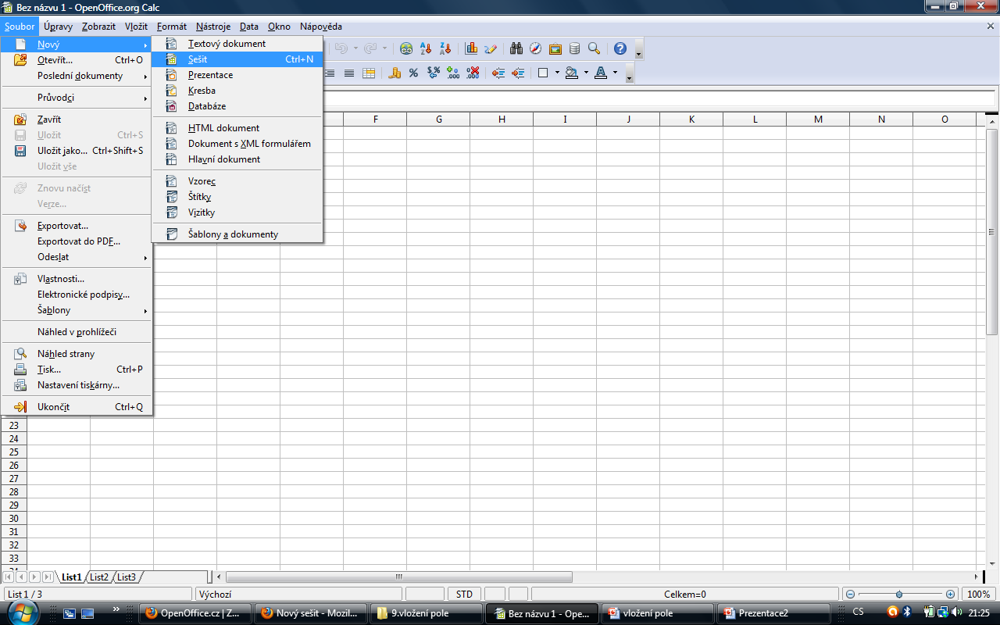 Bez názvu 1 - OpenOffice.org Calc
Soubor Úpravy Zobrazit Vložit Formát Nástroje Data Okno Nápověda
Nový
Otevřít... Ctrl+O
Poslední dokumenty
Průvodci
Zavřít
Uložit Ctrl+S
Uložit jako... Ctrl+Shift+S
Uložit vše
Znovu načíst
Verze...
Exportovat...
Exportovat do PDF...
Odeslat
Vlastnosti...
Elektronické podpisy...
Šablony
Náhled v prohlížeči
Náhled strany
Tisk... Ctrl+P
Nastavení tiskárny...
Ukončit Ctrl+Q
Textový dokument
Sešit Ctrl+N
Prezentace
Kresba
Databáze
HTML dokument
Dokument s XML formulářem
Hlavní dokument
Vzorec
Štítky
Vizitky
Šablony a dokumenty
F G H I J K L M N O
23
24
25
26
27
28
29
30
31
32
33
List1 List2 List3
List 1 / 3 Výchozí STD Celkem=0 100%
OpenOffice.cz | Z... Nový sešit - Mozil... 9.vložení pole Bez názvu 1 - Ope... vložení pole Prezentace2 CS 21:25